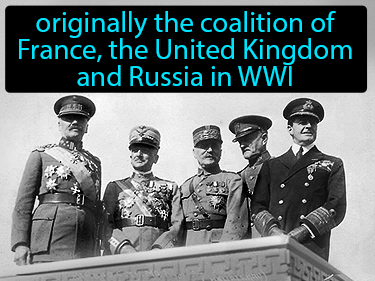 originally the coalition of
France, the United Kingdom
and Russia in WWI